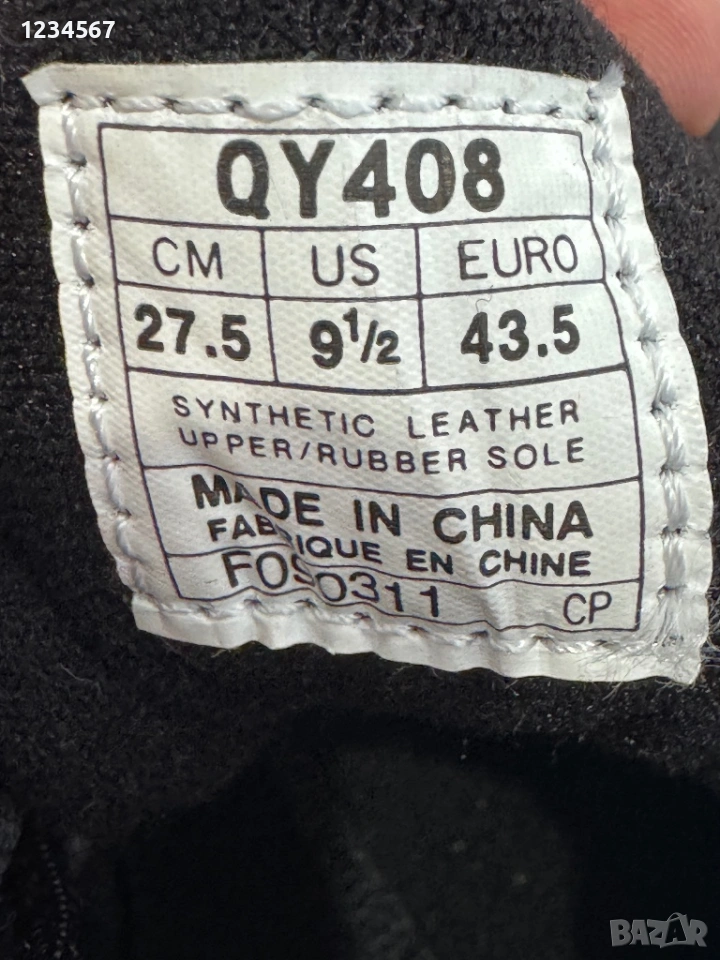 1234567
QY408
CM US EURO
27.5 9½ 43.5
SYNTHETIC LEATHER
UPPER/RUBBER SOLE
MADE IN CHINA
FABRIQUE EN CHINE
CP
BAZAR